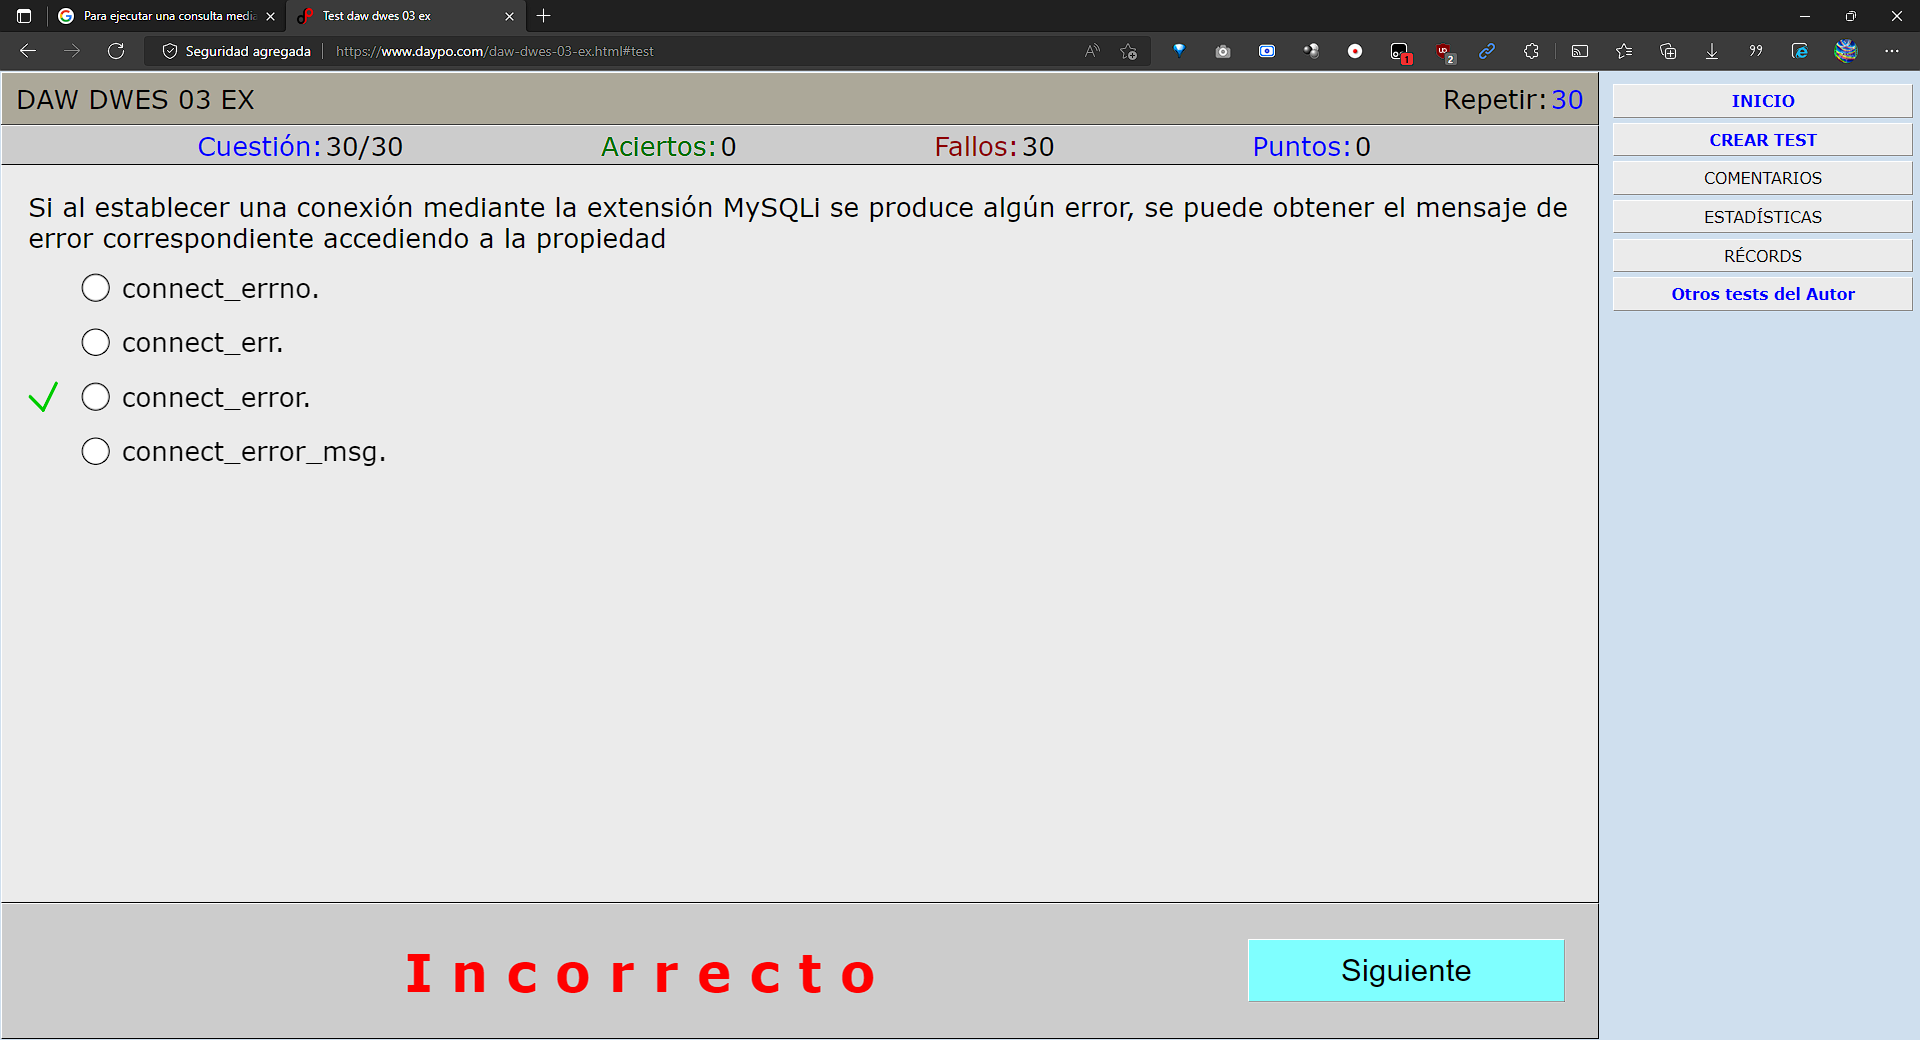 Para ejecutar una consulta media
Test daw dwes 03 ex
Seguridad agregada
https://www.daypo.com/daw-dwes-03-ex.html#test
1
UD
2
DAW DWES 03 EX
Repetir: 30
Cuestión: 30/30
Aciertos: 0
Fallos: 30
Puntos: 0
Si al establecer una conexión mediante la extensión MySQLi se produce algún error, se puede obtener el mensaje de
error correspondiente accediendo a la propiedad
connect_errno.
connect_err.
connect_error.
connect_error_msg.
Incorrecto
Siguiente
INICIO
CREAR TEST
COMENTARIOS
ESTADÍSTICAS
RÉCORDS
Otros tests del Autor